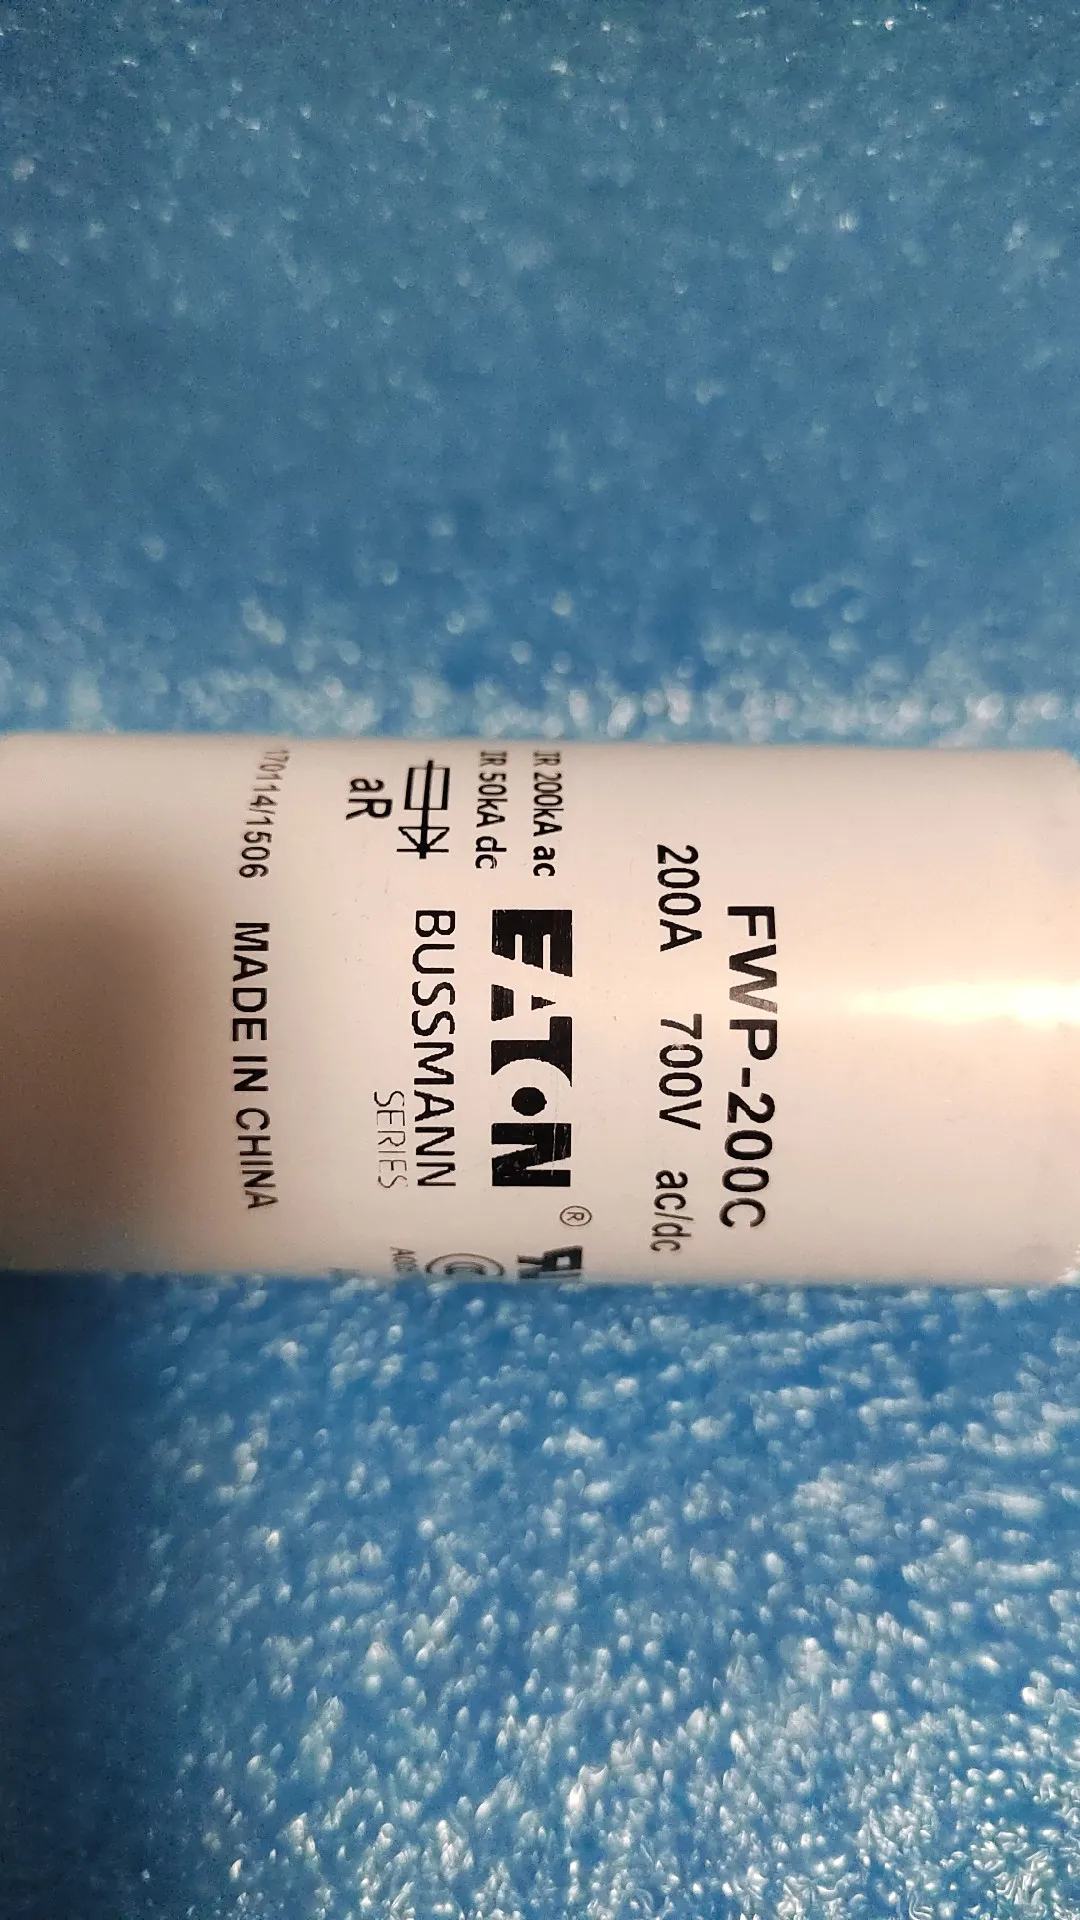 FWP-200C
200A 700V ac/dc
IR 200kA ac
IR 50kA dc
EATON®
BUSSMANN
SERIES
aR
170114/1506 MADE IN CHINA